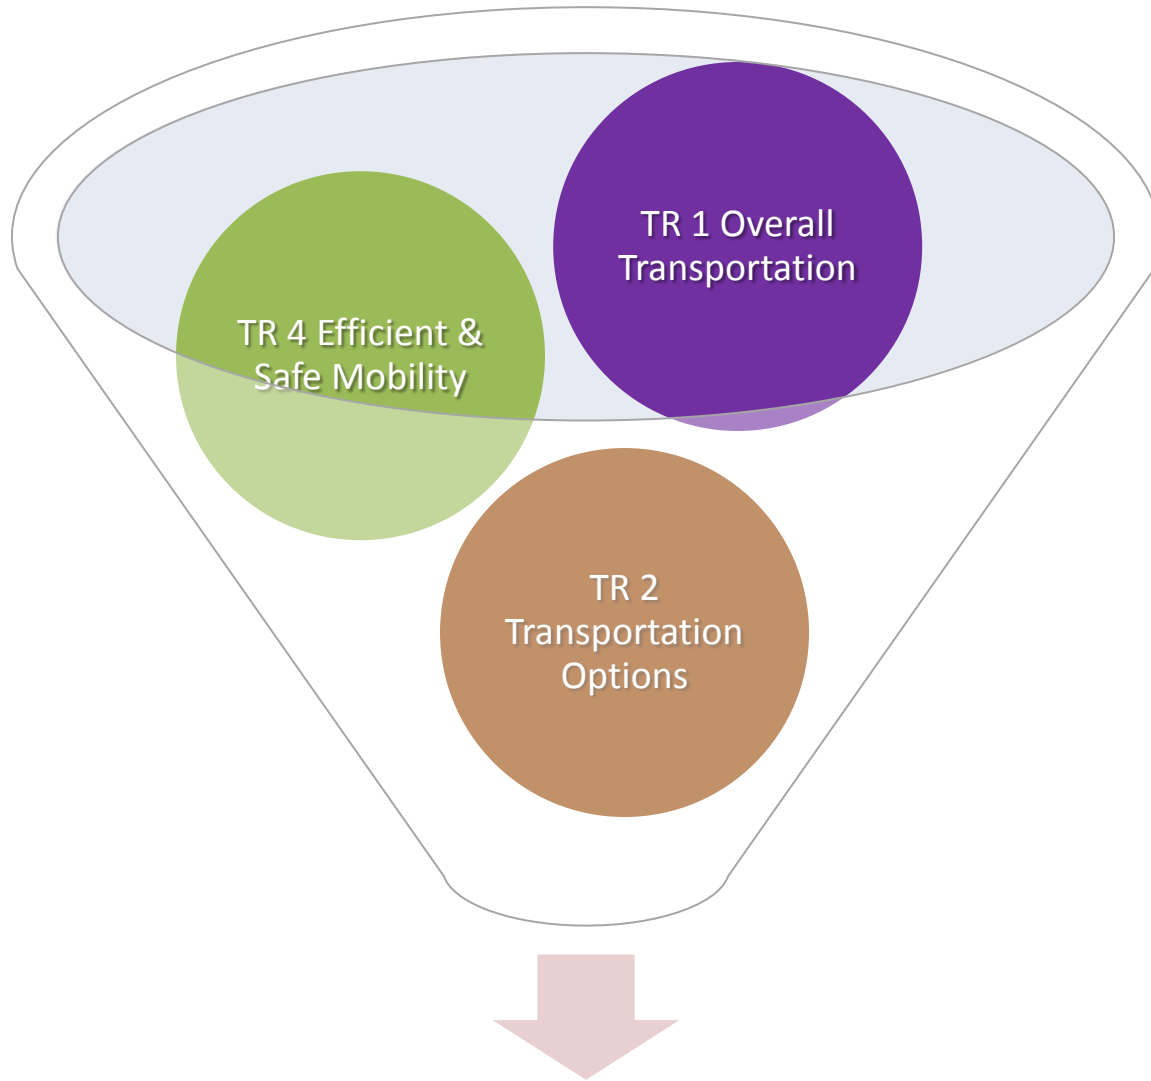 TR 1 Overall
Transportation
TR 4 Efficient &
Safe Mobility
TR 2
Transportation
Options